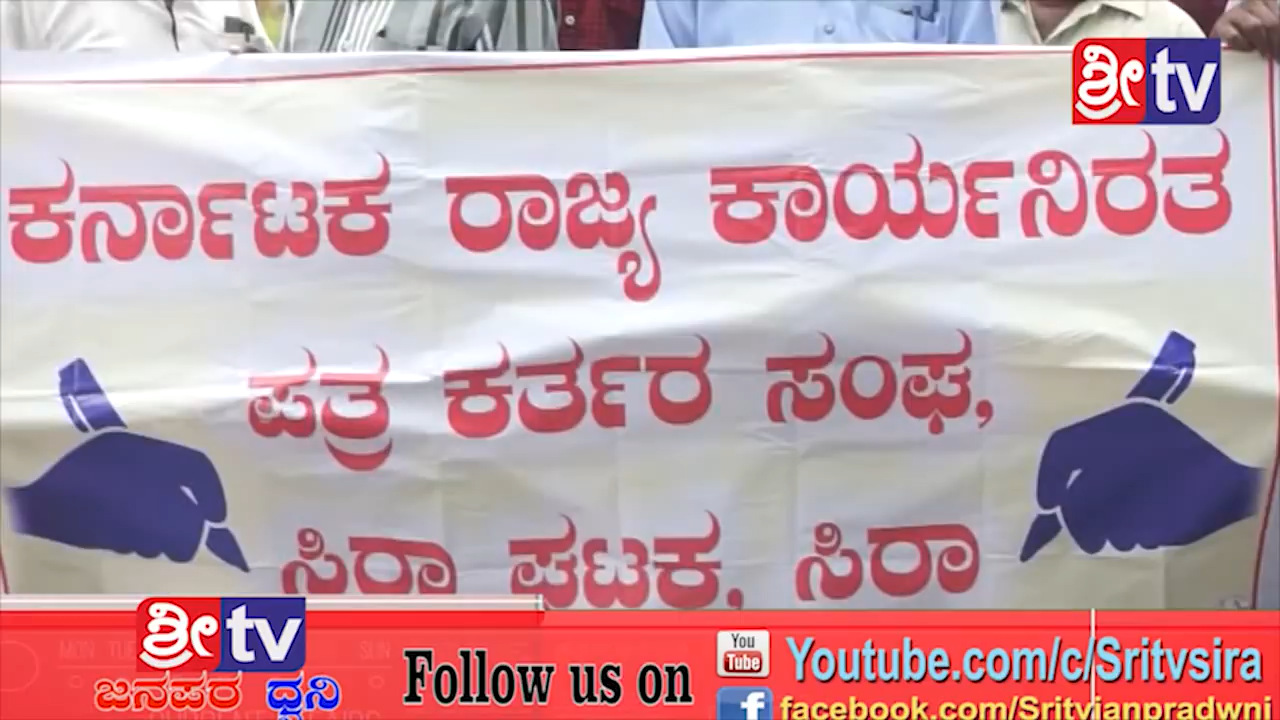 ಶ್ರೀ tv
ಕರ್ನಾಟಕ ರಾಜ್ಯ ಕಾರ್ಯನಿರತ
ಪತ್ರ ಕರ್ತರ ಸಂಘ,
ಸಿರಾ ಘಟಕ, ಸಿರಾ
ಶ್ರೀ tv
ಜನಪರ ಧ್ವನಿ
Follow us on
You Tube
Youtube.com/c/Sritvsira
facebook.com/Sritvjanpradwni